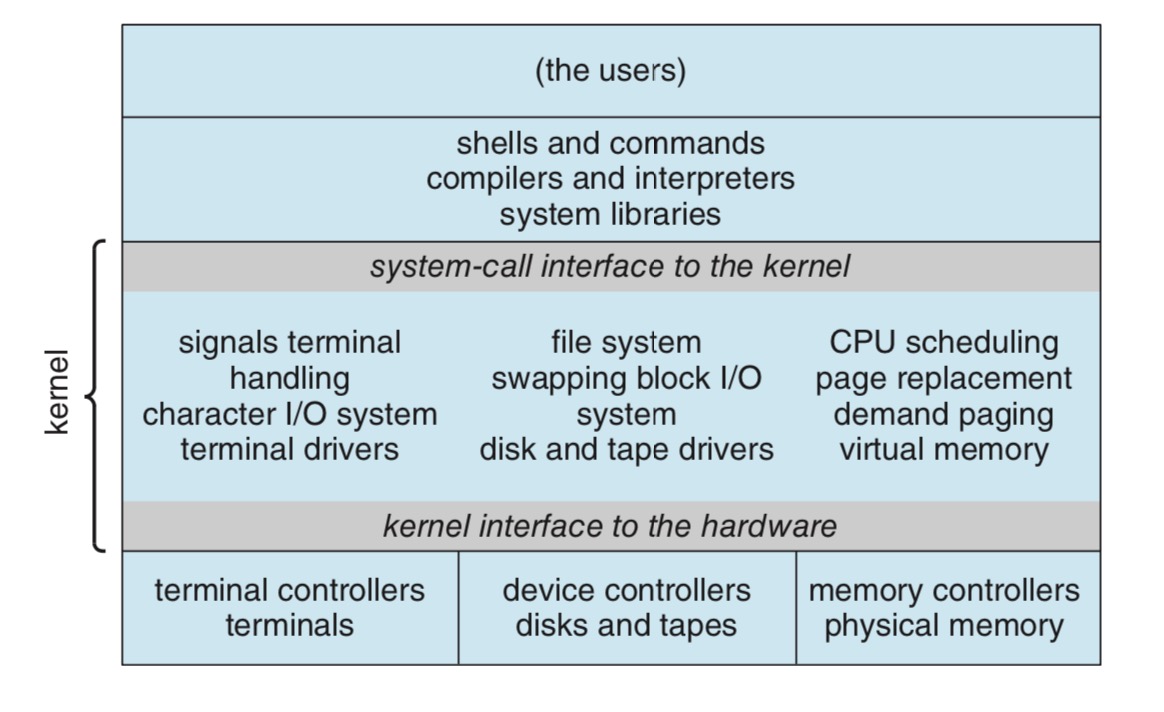 (the users)
shells and commands
compilers and interpreters
system libraries
system-call interface to the kernel
kernel
signals terminal
handling
character I/O system
terminal drivers
file system
swapping block I/O
system
disk and tape drivers
CPU scheduling
page replacement
demand paging
virtual memory
kernel interface to the hardware
terminal controllers
terminals
device controllers
disks and tapes
memory controllers
physical memory